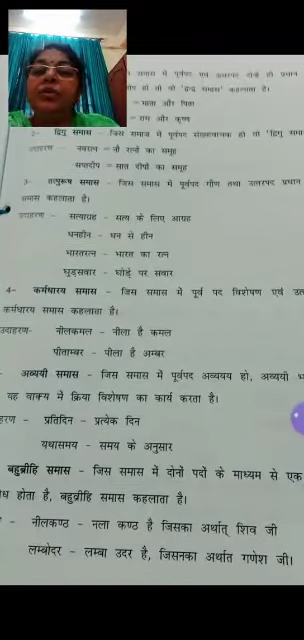 समास में पूर्वपद एवं उत्तरपद दोनों ही प्रधान
हो तो वो 'द्वन्द्व समास' कहलाता है।
= माता और पिता
= राम और कृष्ण
2- द्विगु समास – जिस समाज में पूर्वपद संख्यावाचक हो तो 'द्विगु समा
उदाहरण – नवरत्न = नौ रत्नों का समूह
सप्तदीप = सात दीपों का समूह
3- तत्पुरूष समास – जिस समास में पूर्वपद गौण तथा उत्तरपद प्रधान
समास कहलाता है।
उदाहरण – सत्याग्रह – सत्य के लिए आग्रह
धनहीन – धन से हीन
भारतरत्न – भारत का रत्न
घुड़सवार – घोड़े पर सवार
4- कर्मधारय समास – जिस समास में पूर्व पद विशेषण एवं उत्
कर्मधारय समास कहलाता है।
उदाहरण- नीलकमल – नीला है कमल
पीताम्बर – पीला है अम्बर
– अव्ययी समास – जिस समास में पूर्वपद अव्यय हो, अव्ययी भ
यह वाक्य में क्रिया विशेषण का कार्य करता है।
हरण – प्रतिदिन – प्रत्येक दिन
यथासमय – समय के अनुसार
बहुब्रीहि समास – जिस समास में दोनों पदों के माध्यम से एक
ध होता है, बहुब्रीहि समास कहलाता है।
– नीलकण्ठ – नला कण्ठ है जिसका अर्थात् शिव जी
लम्बोदर – लम्बा उदर है, जिसनका अर्थात गणेश जी।